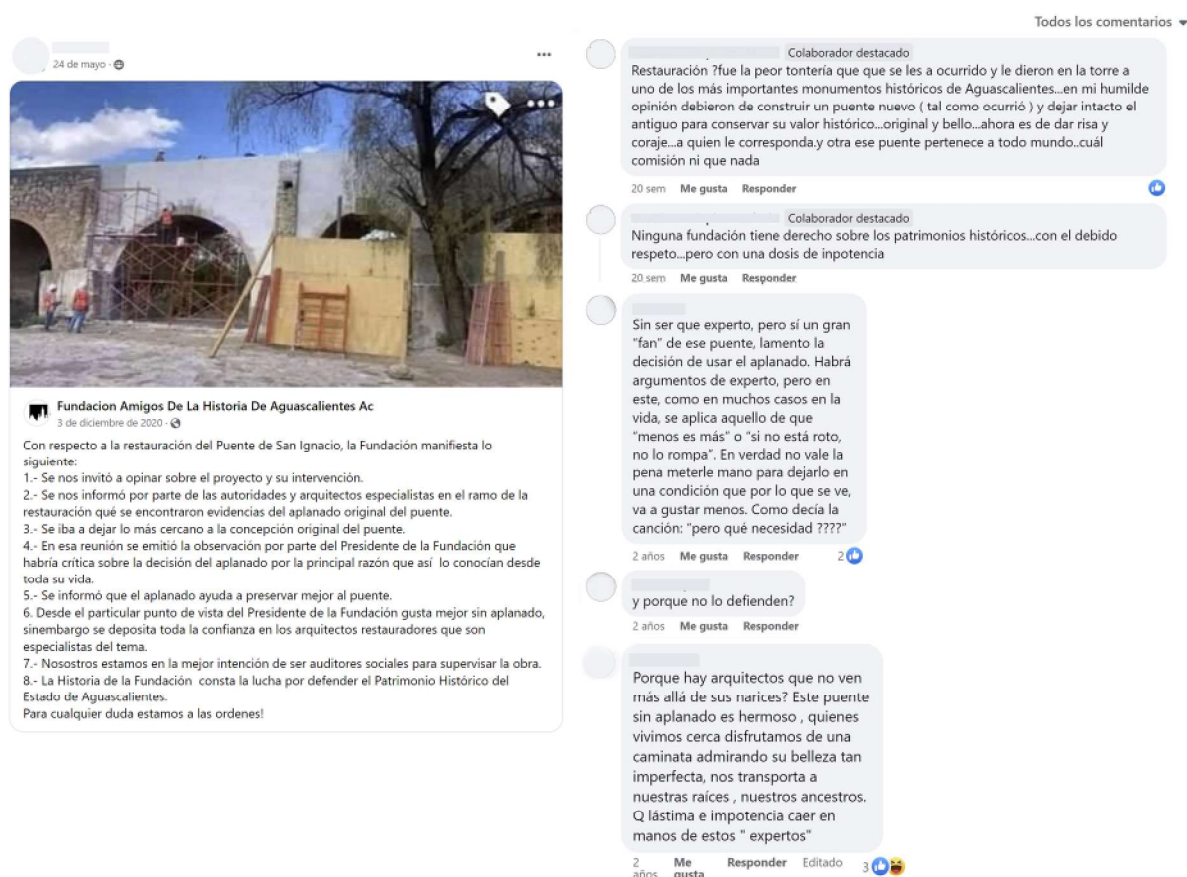 24 de mayo ·
Fundacion Amigos De La Historia De Aguascalientes Ac
3 de diciembre de 2020 ·
Con respecto a la restauración del Puente de San Ignacio, la Fundación manifiesta lo
siguiente:
1.- Se nos invitó a opinar sobre el proyecto y su intervención.
2.- Se nos informó por parte de las autoridades y arquitectos especialistas en el ramo de la
restauración qué se encontraron evidencias del aplanado original del puente.
3.- Se iba a dejar lo más cercano a la concepción original del puente.
4.- En esa reunión se emitió la observación por parte del Presidente de la Fundación que
habría crítica sobre la decisión del aplanado por la principal razón que así lo conocían desde
toda su vida.
5.- Se informó que el aplanado ayuda a preservar mejor al puente.
6. Desde el particular punto de vista del Presidente de la Fundación gusta mejor sin aplanado,
sinembargo se deposita toda la confianza en los arquitectos restauradores que son
especialistas del tema.
7.- Nosostros estamos en la mejor intención de ser auditores sociales para supervisar la obra.
8.- La Historia de la Fundación consta la lucha por defender el Patrimonio Histórico del
Estado de Aguascalientes.
Para cualquier duda estamos a las ordenes!
Todos los comentarios
Colaborador destacado
Restauración ?fue la peor tontería que que se les a ocurrido y le dieron en la torre a
uno de los más importantes monumentos históricos de Aguascalientes...en mi humilde
opinión debieron de construir un puente nuevo ( tal como ocurrió ) y dejar intacto el
antiguo para conservar su valor histórico...original y bello...ahora es de dar risa y
coraje...a quien le corresponda.y otra ese puente pertenece a todo mundo..cuál
comisión ni que nada
20 sem Me gusta Responder
Colaborador destacado
Ninguna fundación tiene derecho sobre los patrimonios históricos...con el debido
respeto...pero con una dosis de inpotencia
20 sem Me gusta Responder
Sin ser que experto, pero sí un gran
"fan" de ese puente, lamento la
decisión de usar el aplanado. Habrá
argumentos de experto, pero en
este, como en muchos casos en la
vida, se aplica aquello de que
"menos es más" o "si no está roto,
no lo rompa". En verdad no vale la
pena meterle mano para dejarlo en
una condición que por lo que se ve,
va a gustar menos. Como decía la
canción: "pero qué necesidad ????"
2 años Me gusta Responder 2
y porque no lo defienden?
2 años Me gusta Responder
Porque hay arquitectos que no ven
más allá de sus narices? Este puente
sin aplanado es hermoso , quienes
vivimos cerca disfrutamos de una
caminata admirando su belleza tan
imperfecta, nos transporta a
nuestras raíces , nuestros ancestros.
Q lástima e impotencia caer en
manos de estos " expertos"
2 años Me gusta Responder Editado 3